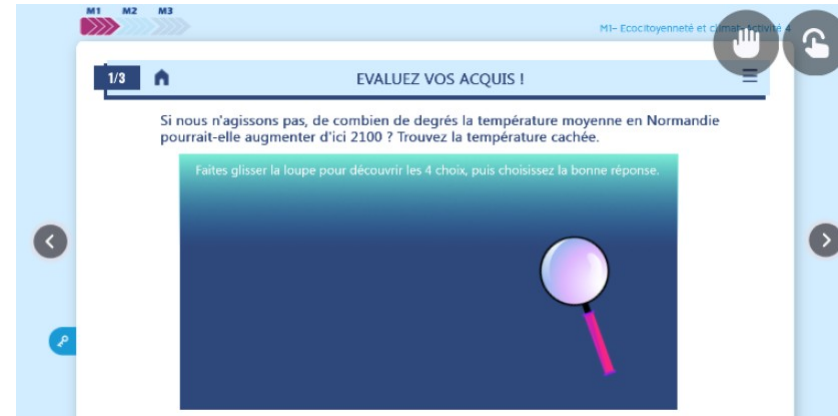 M1 M2 M3
M1- Ecocitoyenneté et climat- Activité 4
1/3
EVALUEZ VOS ACQUIS !
Si nous n'agissons pas, de combien de degrés la température moyenne en Normandie
pourrait-elle augmenter d'ici 2100 ? Trouvez la température cachée.
Faites glisser la loupe pour découvrir les 4 choix, puis choisissez la bonne réponse.